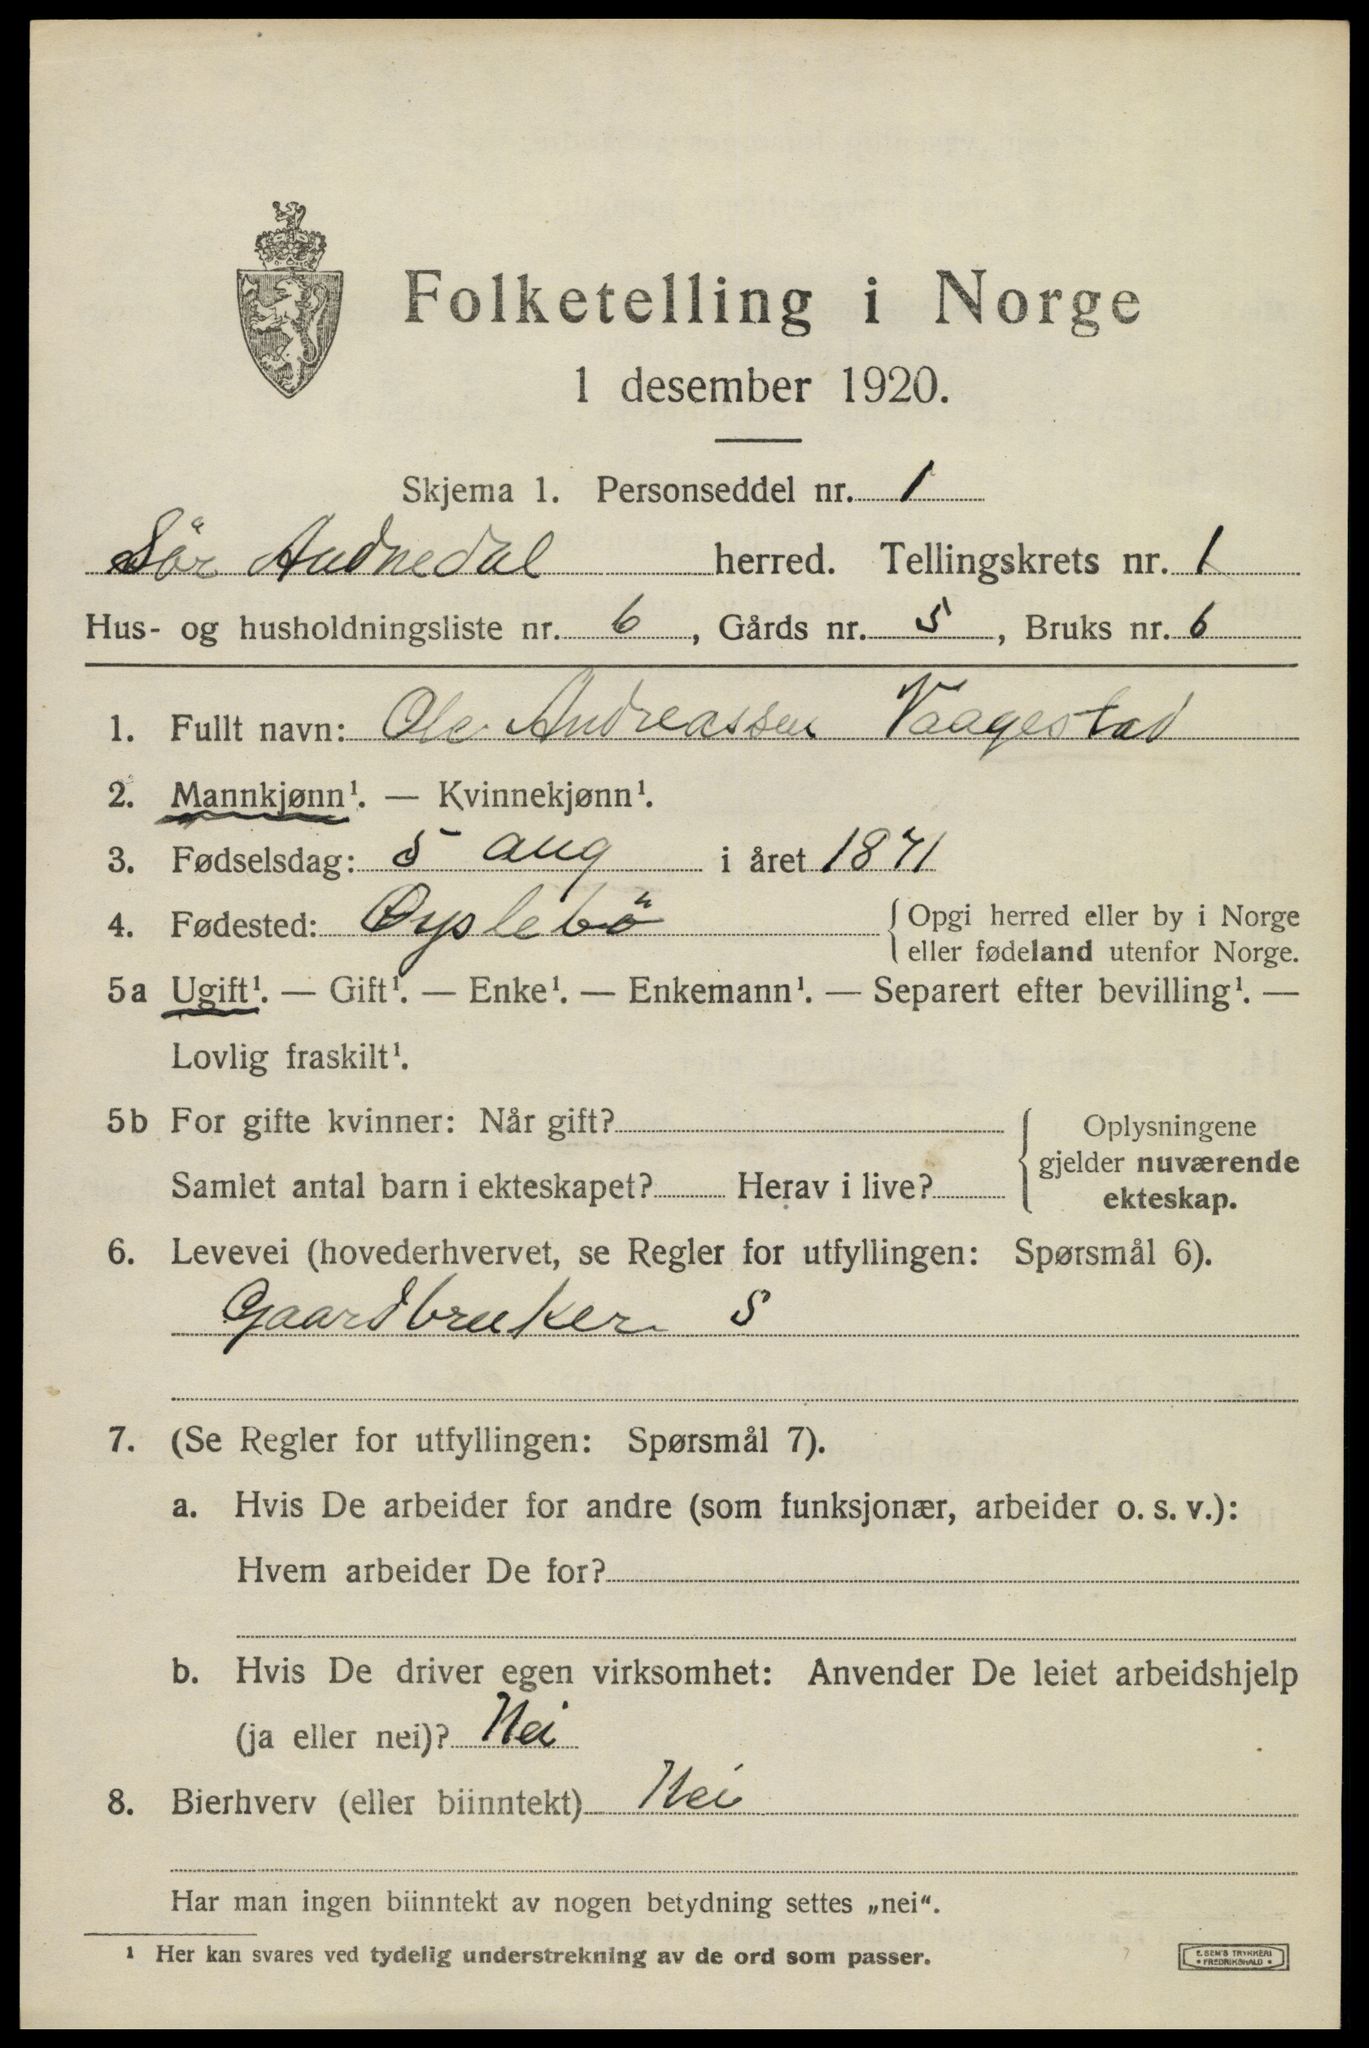 Folketelling i Norge
1 desember 1920.
Skjema 1. Personseddel nr. 1
Sör Audnedal herred. Tellingskrets nr. 1
Hus- og husholdningsliste nr. 6, Gårds nr. 5, Bruks nr. 6
1. Fullt navn: Ole Andreassen Vaagestad
2. Mannkjønn¹. — Kvinnekjønn¹.
3. Fødselsdag: 5 aug i året 1871
4. Fødested: Øyslebö {Opgi herred eller by i Norge
eller fødeland utenfor Norge.
5a Ugift¹. — Gift¹. — Enke¹. — Enkemann¹. — Separert efter bevilling¹. —
Lovlig fraskilt¹.
5b For gifte kvinner: Når gift?
Samlet antal barn i ekteskapet? Herav i live?
Oplysningene
gjelder nuværende
ekteskap.
6. Levevei (hovederhvervet, se Regler for utfyllingen: Spørsmål 6).
Gaardbruker S
7. (Se Regler for utfyllingen: Spørsmål 7).
a. Hvis De arbeider for andre (som funksjonær, arbeider o. s. v.):
Hvem arbeider De for?
b. Hvis De driver egen virksomhet: Anvender De leiet arbeidshjelp
(ja eller nei)? Nei
8. Bierhverv (eller biinntekt) Nei
Har man ingen biinntekt av nogen betydning settes „nei“.
¹ Her kan svares ved tydelig understrekning av de ord som passer.
E. SEM'S TRYKKERI
* FREDRIKSHALD *